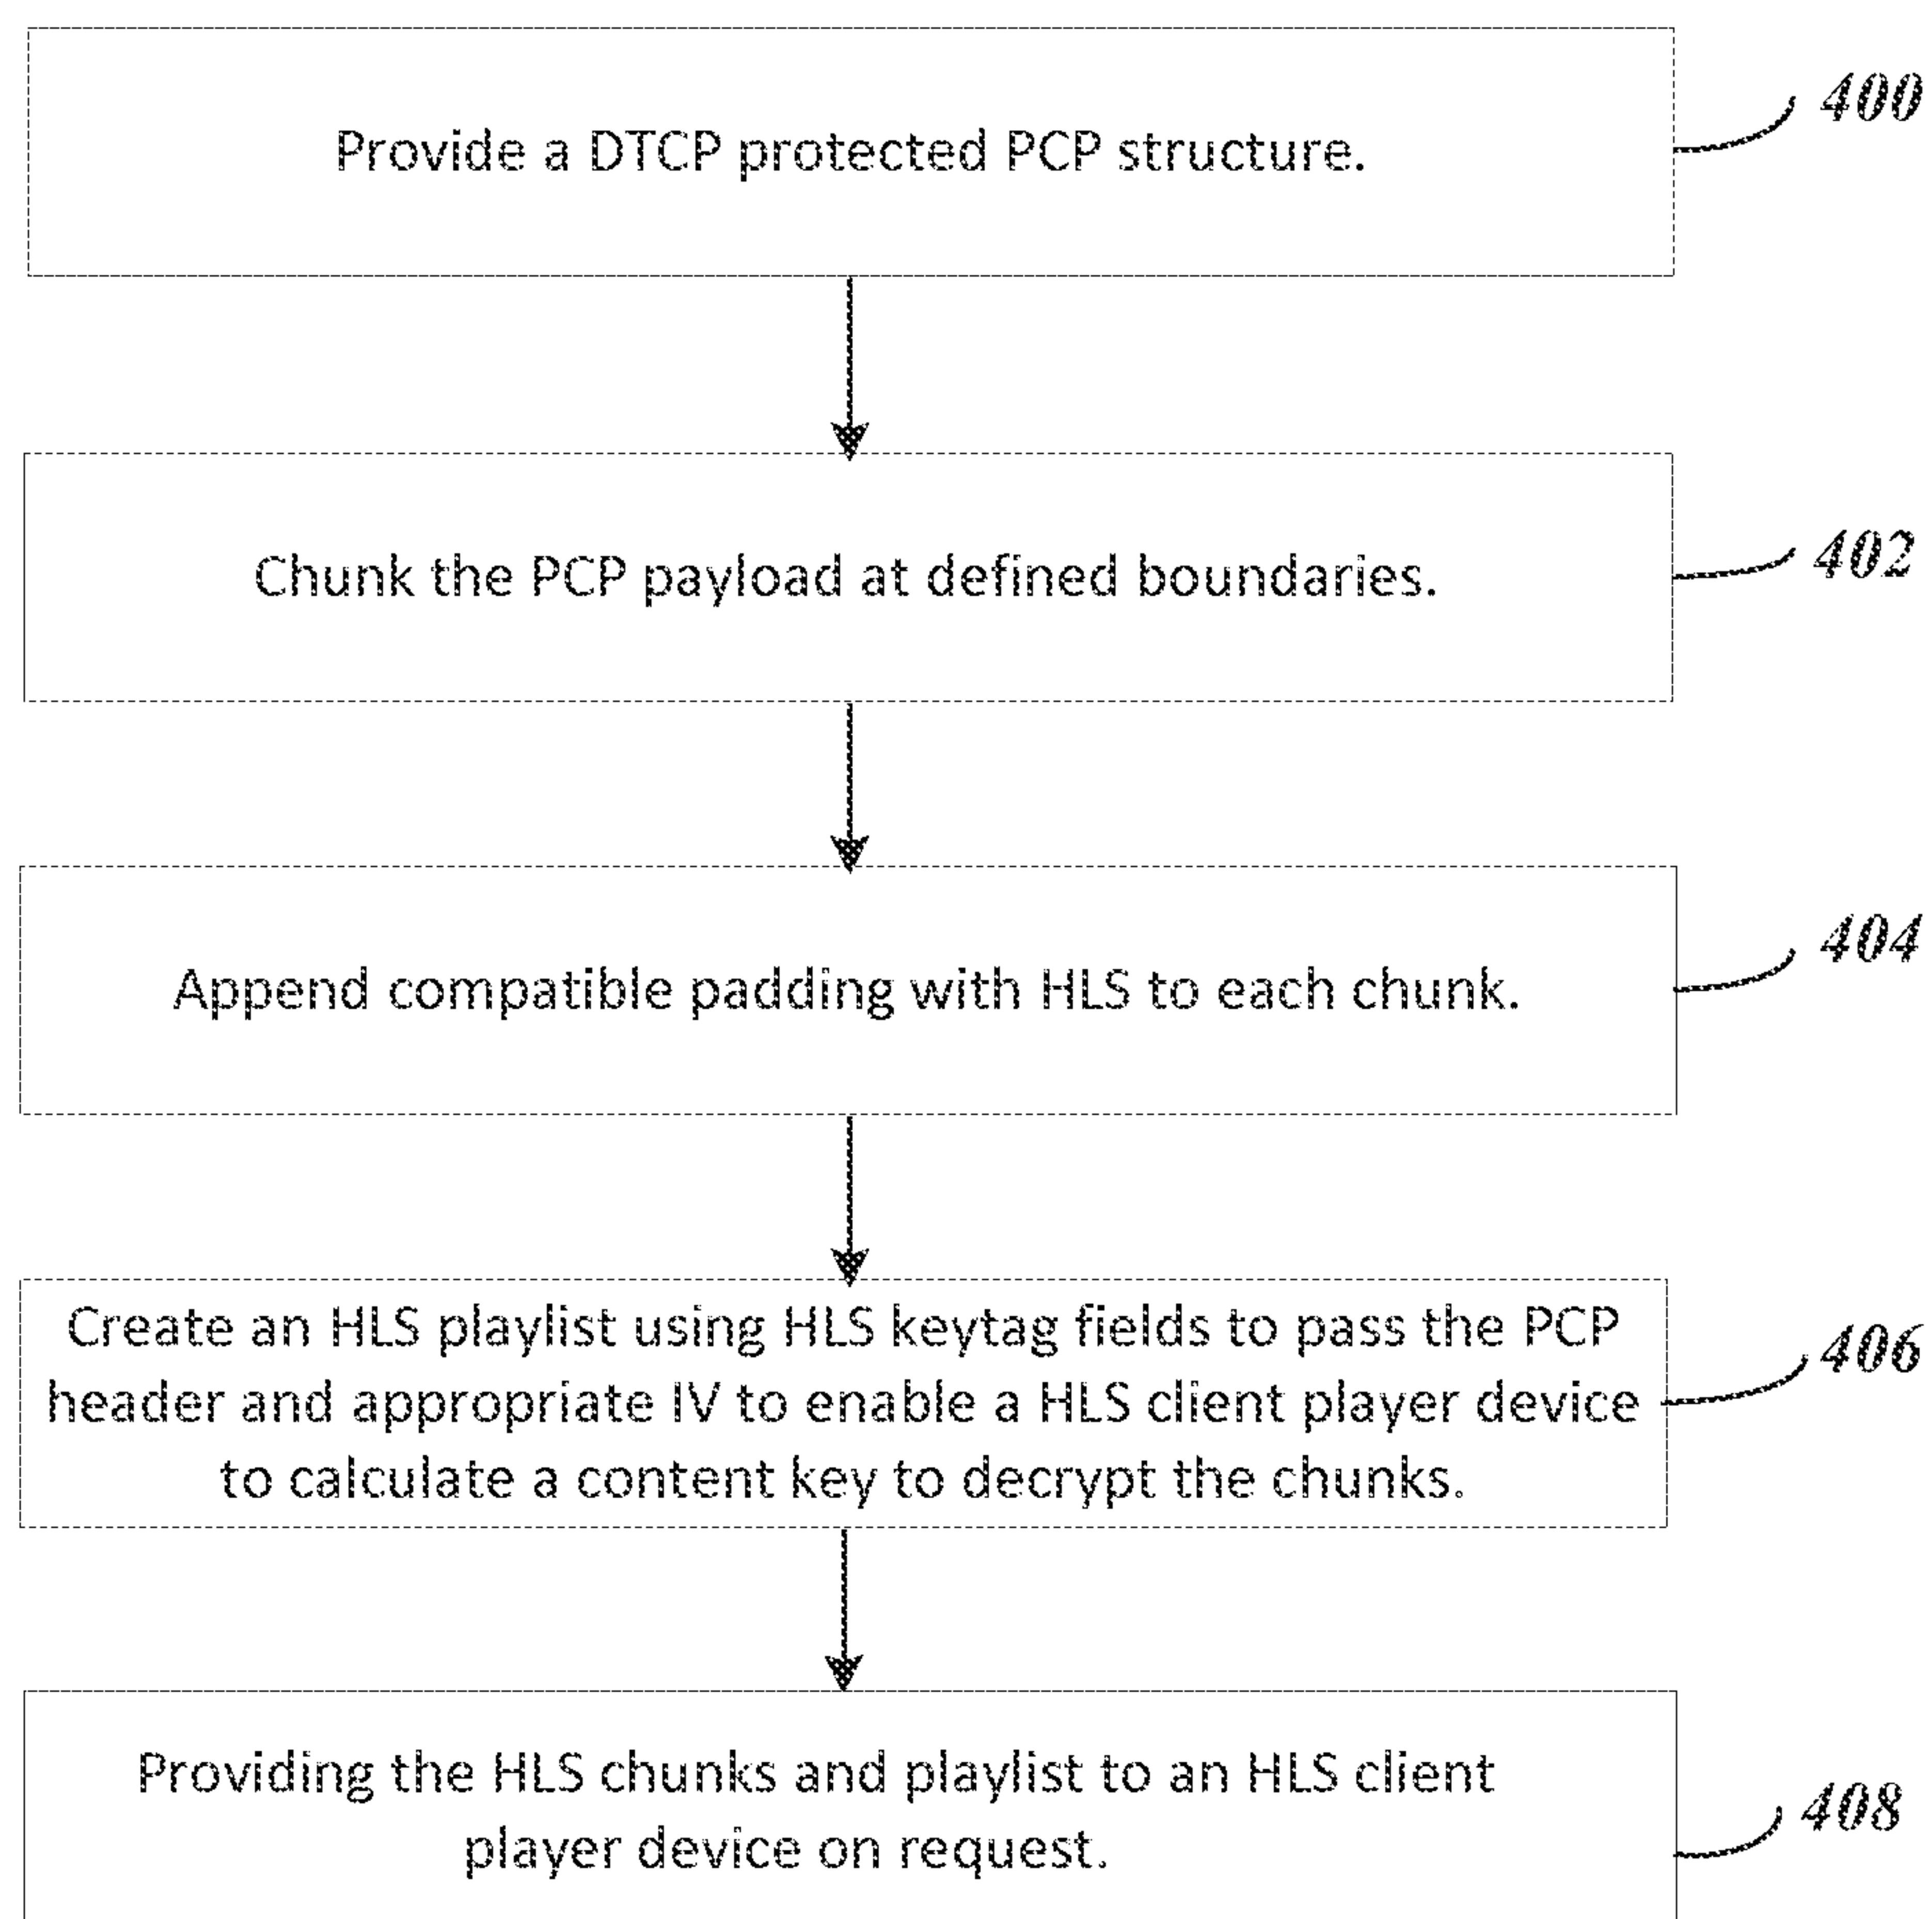 Provide a DTCP protected PCP structure.
400
Chunk the PCP payload at defined boundaries.
402
Append compatible padding with HLS to each chunk.
404
Create an HLS playlist using HLS keytag fields to pass the PCP
header and appropriate IV to enable a HLS client player device
to calculate a content key to decrypt the chunks.
406
Providing the HLS chunks and playlist to an HLS client
player device on request.
408